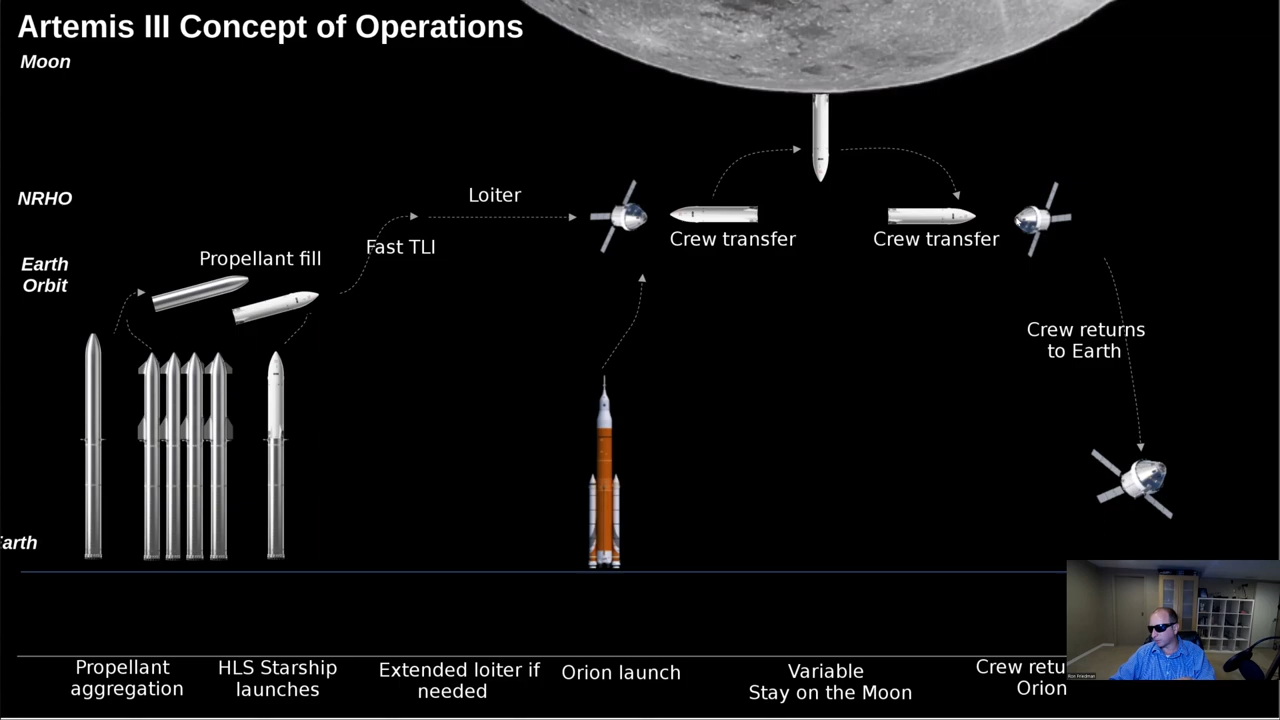 Artemis III Concept of Operations
Moon
NRHO
Loiter
Crew transfer
Crew transfer
Fast TLI
Earth
Orbit
Propellant fill
Crew returns
to Earth
arth
Propellant
aggregation
HLS Starship
launches
Extended loiter if
needed
Orion launch
Variable
Stay on the Moon
Crew retu
Orion
Ron Friedman